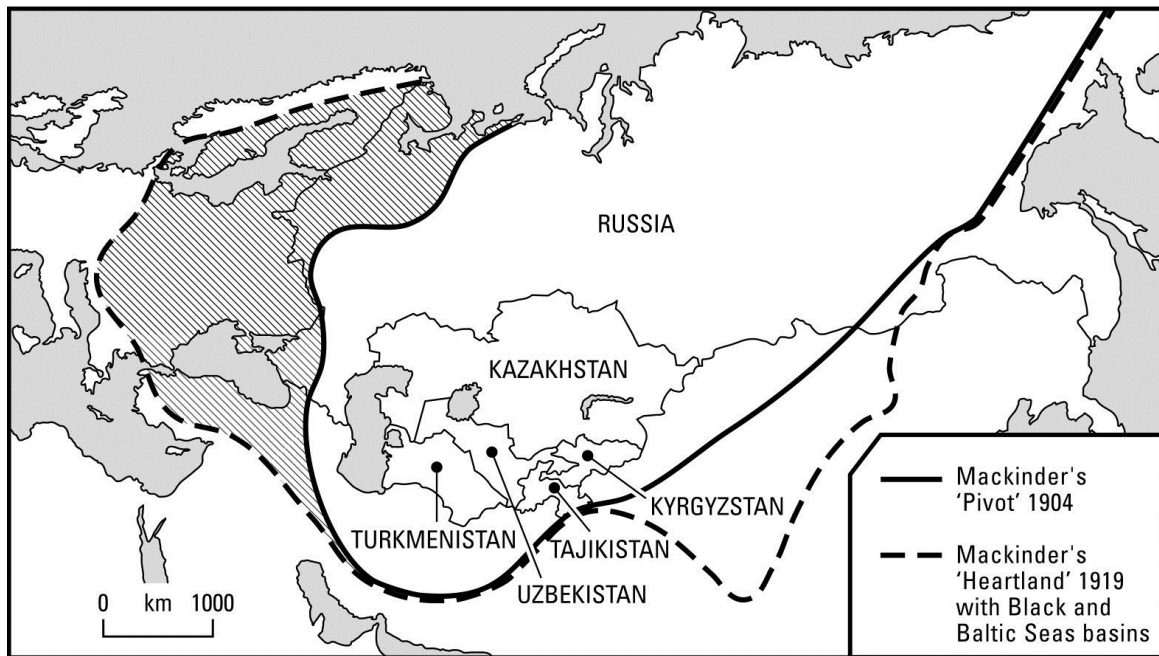 RUSSIA
KAZAKHSTAN
KYRGYZSTAN
TURKMENISTAN
TAJIKISTAN
UZBEKISTAN
0 km 1000
Mackinder's
'Pivot' 1904
Mackinder's
'Heartland' 1919
with Black and
Baltic Seas basins